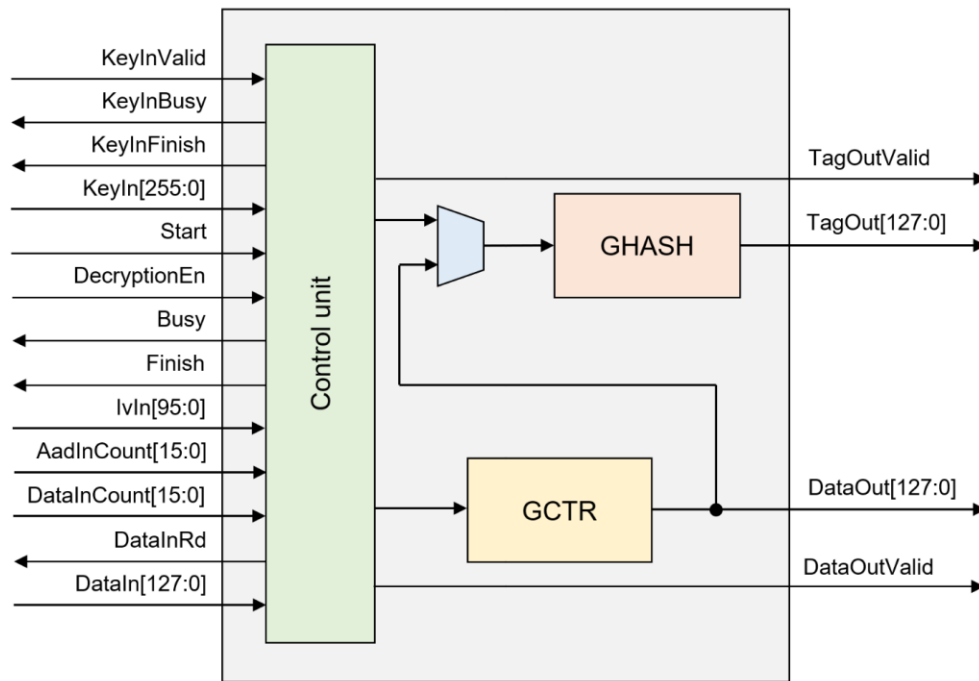 KeyInValid
KeyInBusy
KeyInFinish
KeyIn[255:0]
Start
DecryptionEn
Busy
Finish
IvIn[95:0]
AadInCount[15:0]
DataInCount[15:0]
DataInRd
DataIn[127:0]
Control unit
GHASH
GCTR
TagOutValid
TagOut[127:0]
DataOut[127:0]
DataOutValid